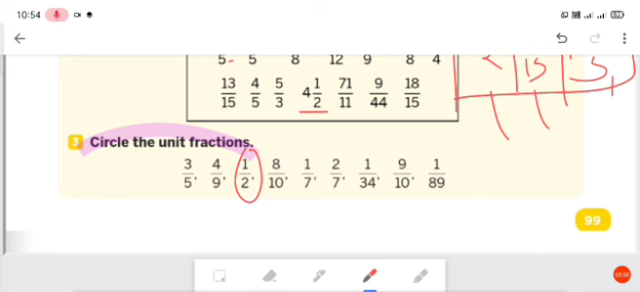 10:54
5 5 8 12 9 8 4
13/15 4/5 5/3 4 1/2 71/11 9/44 18/15
3 Circle the unit fractions.
3/5, 4/9, 1/2, 8/10, 1/7, 2/7, 1/34, 9/10, 1/89
99